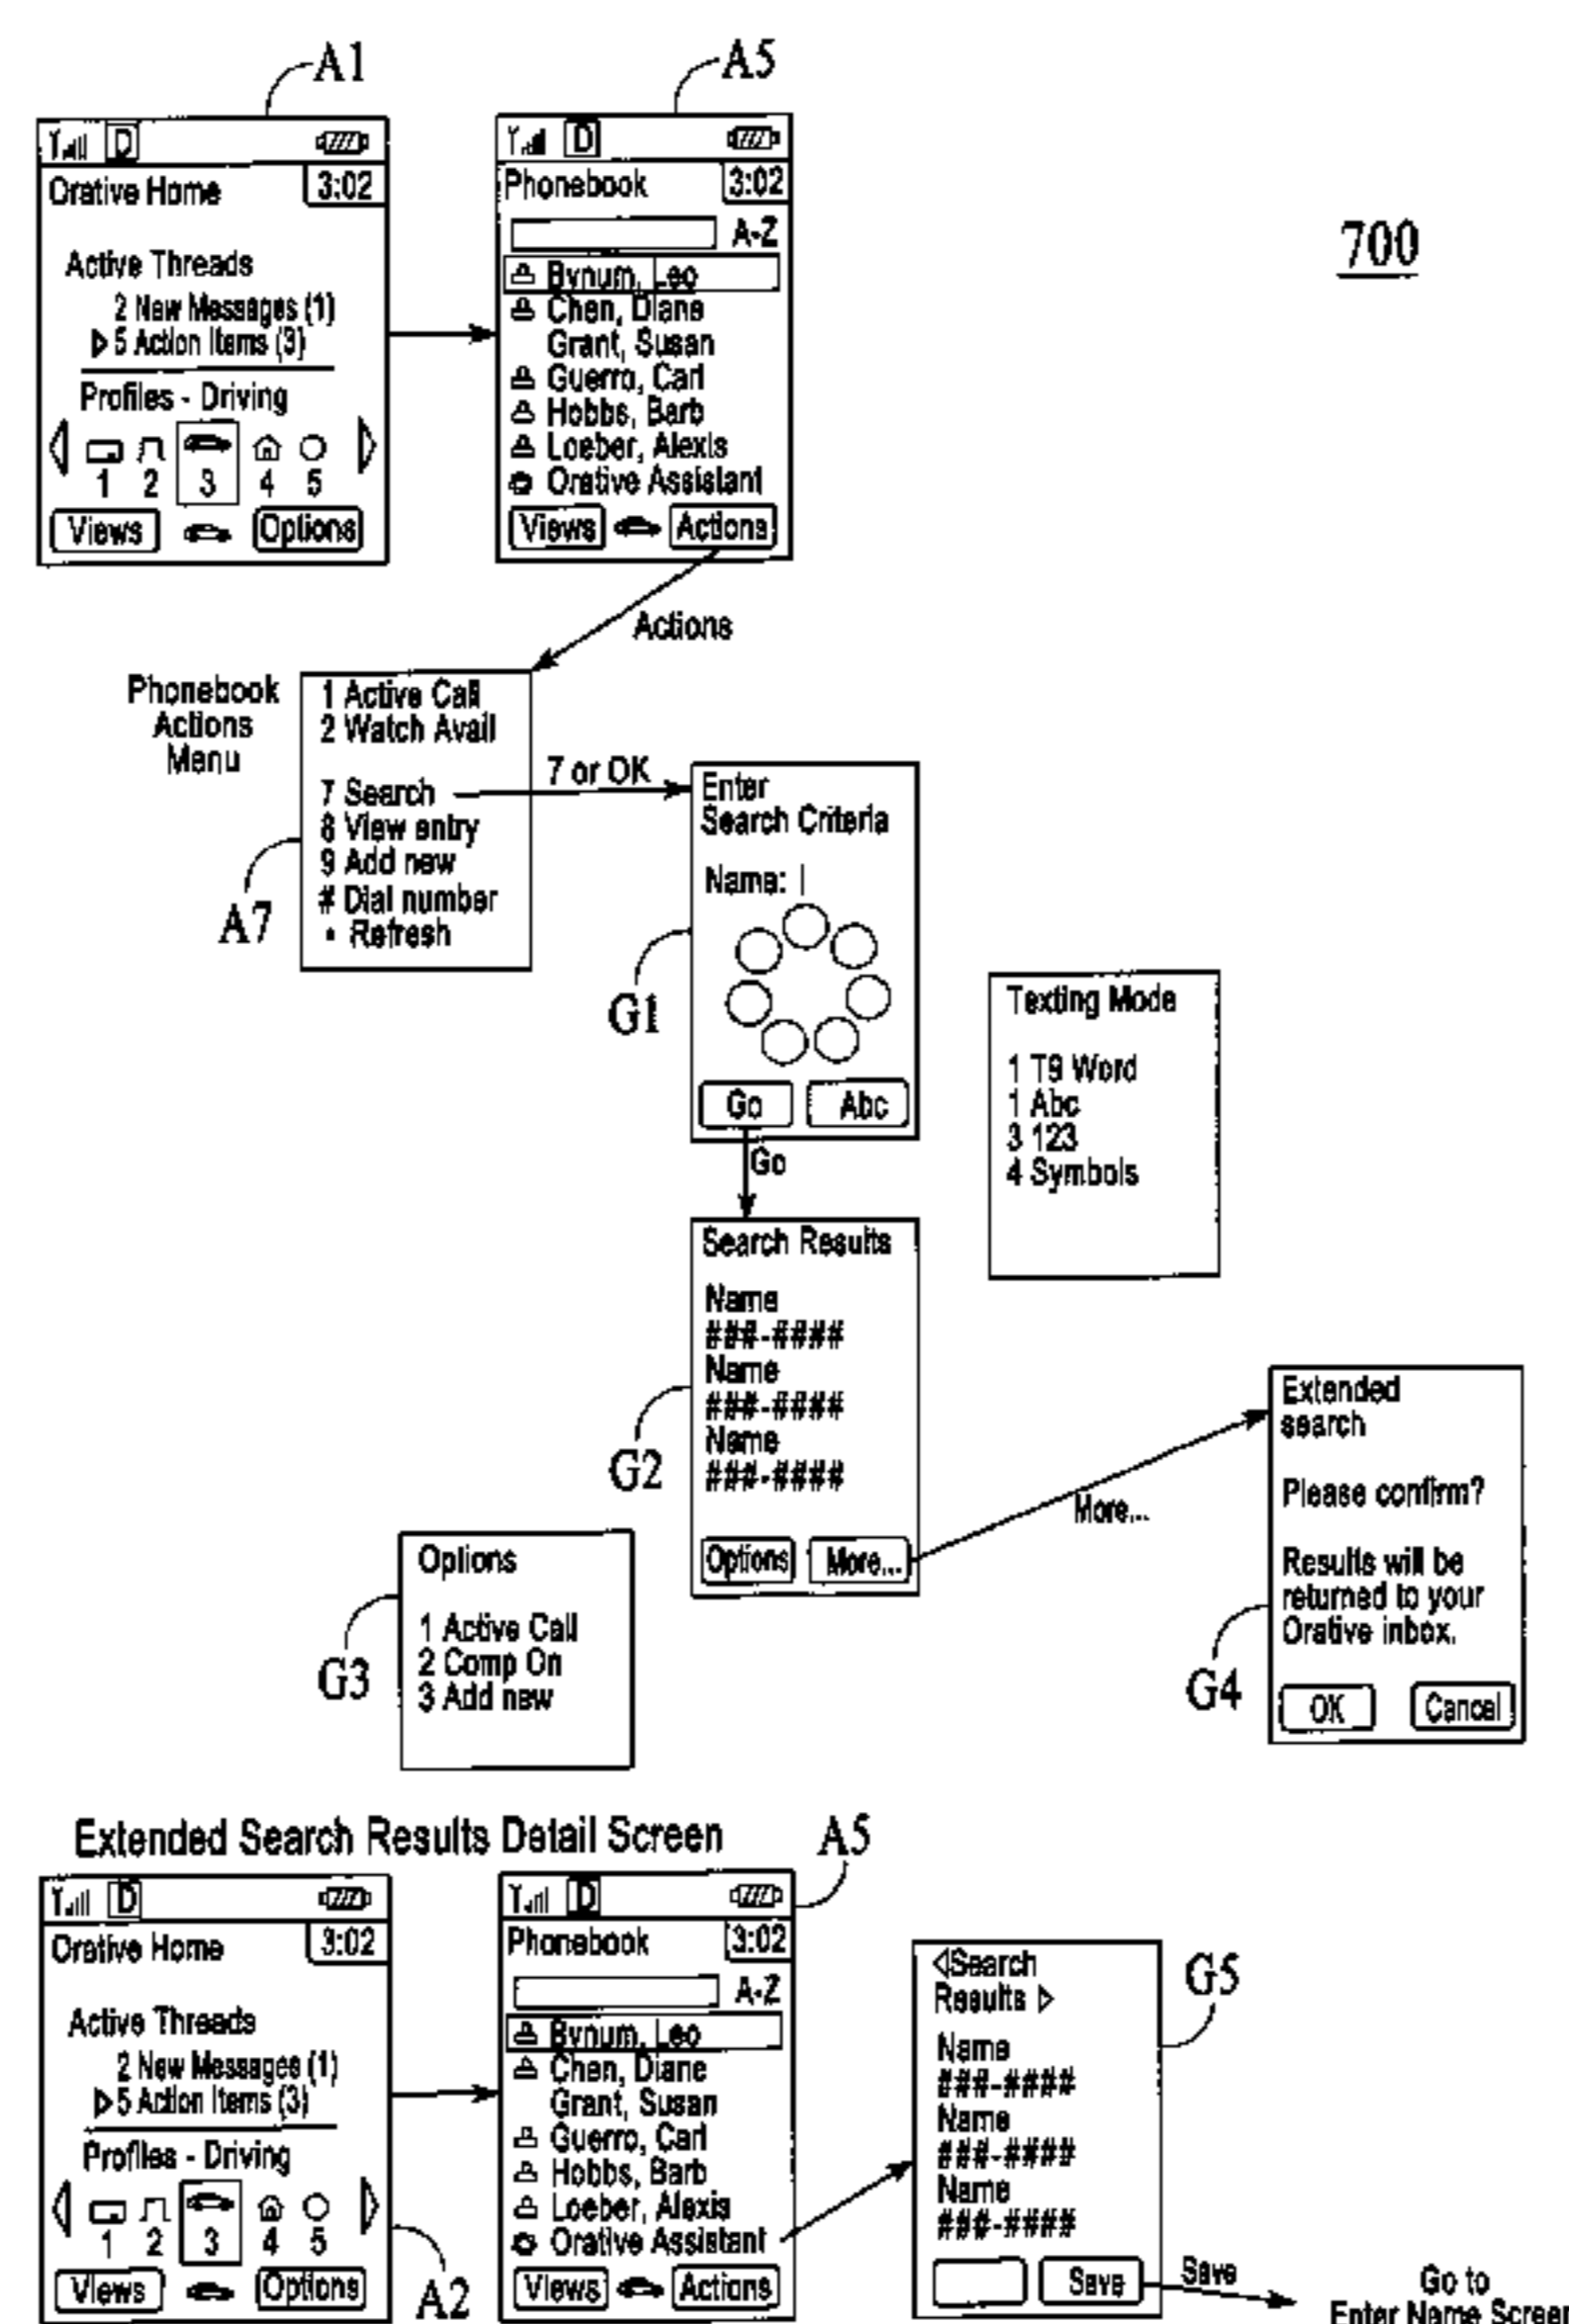 A1
A5
700
D
Orative Home
3:02
Active Threads
2 New Messages (1)
5 Action Items (3)
Profiles - Driving
1 2 3 4 5
Views
Options
D
Phonebook
3:02
A-Z
Bynum, Leo
Chen, Diane
Grant, Susan
Guerro, Carl
Hobbs, Barb
Loeber, Alexis
Orative Assistant
Views
Actions
Actions
Phonebook
Actions
Menu
1 Active Call
2 Watch Avail
7 Search
8 View entry
9 Add new
# Dial number
· Refresh
A7
7 or OK
Enter
Search Criteria
Name:
G1
Go
Abc
Go
Texting Mode
1 T9 Word
1 Abc
3 123
4 Symbols
Search Results
Name
###-####
Name
###-####
Name
###-####
G2
Options
More...
More...
Extended
search
Please confirm?
Results will be
returned to your
Orative inbox.
G4
OK
Cancel
Options
1 Active Call
2 Comp On
3 Add new
G3
Extended Search Results Detail Screen
A5
D
Orative Home
3:02
Active Threads
2 New Messages (1)
5 Action Items (3)
Profiles - Driving
1 2 3 4 5
Views
Options
A2
D
Phonebook
3:02
A-Z
Bynum, Leo
Chen, Diane
Grant, Susan
Guerro, Carl
Hobbs, Barb
Loeber, Alexis
Orative Assistant
Views
Actions
Search
Results
Name
###-####
Name
###-####
Name
###-####
G5
Save
Save
Go to
Enter Name Screen